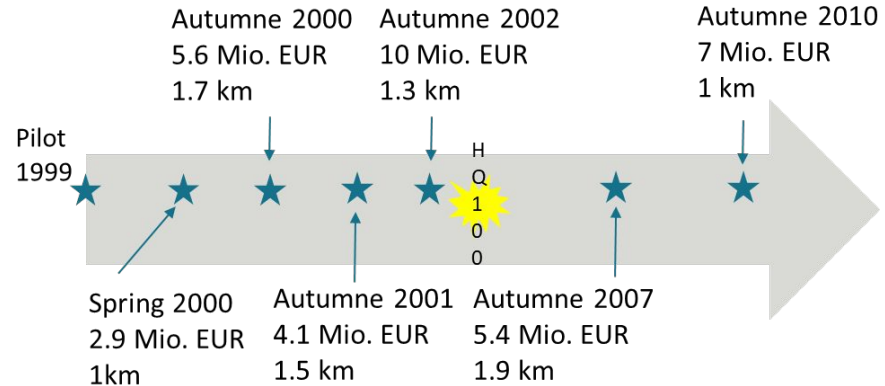 Autumne 2000
5.6 Mio. EUR
1.7 km
Autumne 2002
10 Mio. EUR
1.3 km
Autumne 2010
7 Mio. EUR
1 km
Pilot
1999
H
Q
1
0
0
Spring 2000
2.9 Mio. EUR
1km
Autumne 2001
4.1 Mio. EUR
1.5 km
Autumne 2007
5.4 Mio. EUR
1.9 km